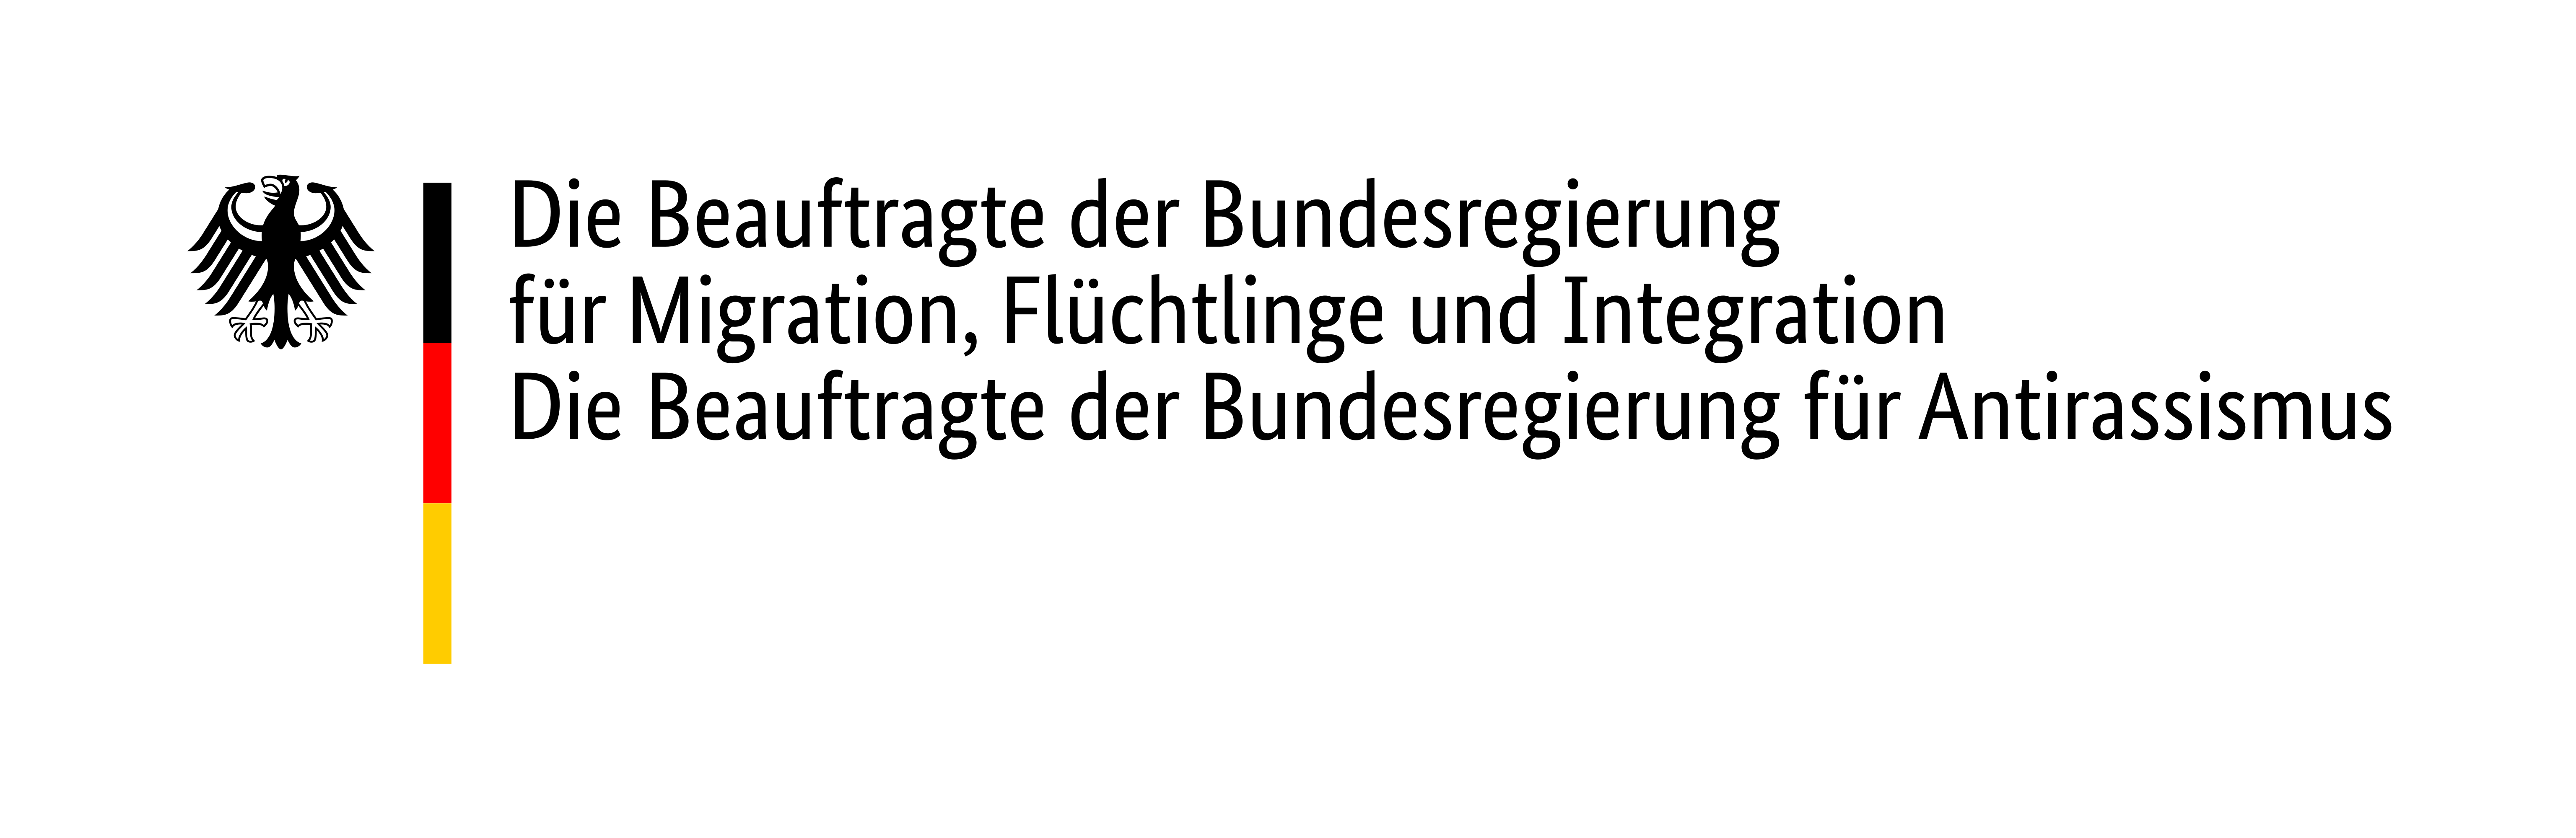 Die Beauftragte der Bundesregierung
für Migration, Flüchtlinge und Integration
Die Beauftragte der Bundesregierung für Antirassismus